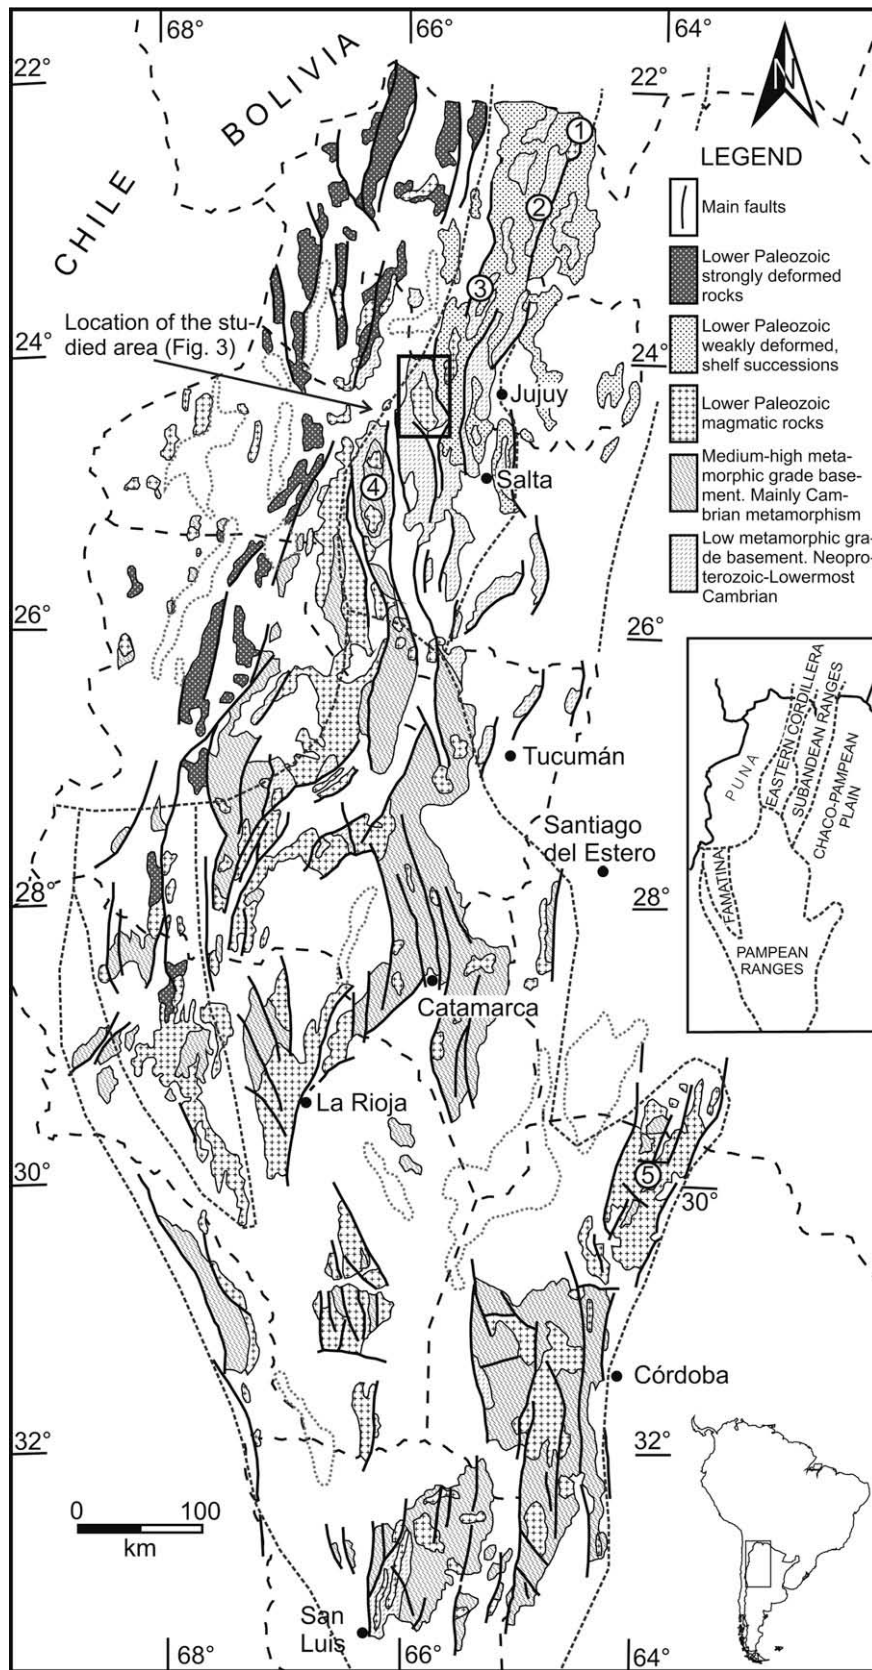 68°
66°
64°
22°
22°
BOLIVIA
CHILE
N
1
LEGEND
Main faults
2
Lower Paleozoic
strongly deformed
rocks
3
Location of the stu-
died area (Fig. 3)
24°
24°
Lower Paleozoic
weakly deformed,
shelf successions
Jujuy
Lower Paleozoic
magmatic rocks
4
Salta
Medium-high meta-
morphic grade base-
ment. Mainly Cam-
brian metamorphism
Low metamorphic gra-
de basement. Neopro-
terozoic-Lowermost
Cambrian
26°
26°
PUNA
EASTERN CORDILLERA
SUBANDEAN RANGES
CHACO-PAMPEAN
PLAIN
FAMATINA
PAMPEAN
RANGES
Tucumán
Santiago
del Estero
28°
28°
Catamarca
La Rioja
30°
5
30°
Córdoba
32°
32°
0 100
km
San
Luis
68°
66°
64°